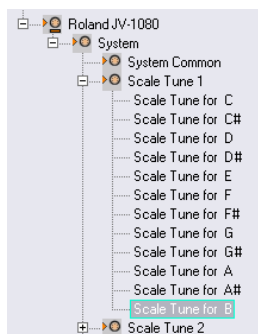 Roland JV-1080
System
System Common
Scale Tune 1
Scale Tune for C
Scale Tune for C#
Scale Tune for D
Scale Tune for D#
Scale Tune for E
Scale Tune for F
Scale Tune for F#
Scale Tune for G
Scale Tune for G#
Scale Tune for A
Scale Tune for A#
Scale Tune for B
Scale Tune 2